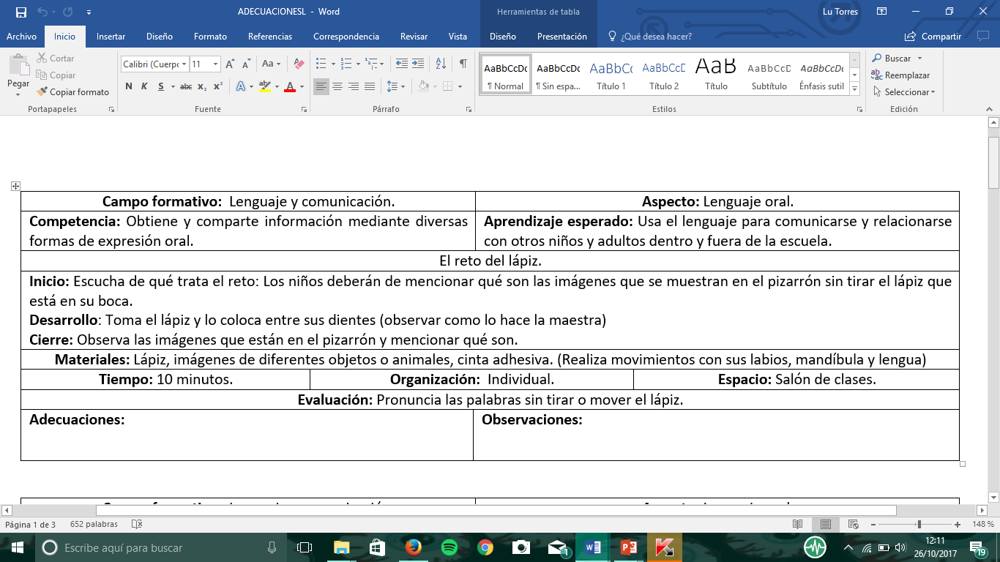 ADECUACIONESL - Word
Herramientas de tabla
Lu Torres
Archivo Inicio Insertar Diseño Formato Referencias Correspondencia Revisar Vista Diseño Presentación ¿Qué desea hacer? Compartir
Pegar
Cortar
Copiar
Copiar formato
Portapapeles
Calibri (Cuerpo 11
N K S abc x₂ x²
Fuente
Párrafo
AaBbCcDc AaBbCcDc AaBbCc AaBbCcD AaB AaBbCcD AaBbCcDc
¶ Normal ¶ Sin espa... Título 1 Título 2 Título Subtítulo Énfasis sutil
Estilos
Buscar
Reemplazar
Seleccionar
Edición
Campo formativo: Lenguaje y comunicación.
Aspecto: Lenguaje oral.
Competencia: Obtiene y comparte información mediante diversas
formas de expresión oral.
Aprendizaje esperado: Usa el lenguaje para comunicarse y relacionarse
con otros niños y adultos dentro y fuera de la escuela.
El reto del lápiz.
Inicio: Escucha de qué trata el reto: Los niños deberán de mencionar qué son las imágenes que se muestran en el pizarrón sin tirar el lápiz que
está en su boca.
Desarrollo: Toma el lápiz y lo coloca entre sus dientes (observar como lo hace la maestra)
Cierre: Observa las imágenes que están en el pizarrón y mencionar qué son.
Materiales: Lápiz, imágenes de diferentes objetos o animales, cinta adhesiva. (Realiza movimientos con sus labios, mandíbula y lengua)
Tiempo: 10 minutos.
Organización: Individual.
Espacio: Salón de clases.
Evaluación: Pronuncia las palabras sin tirar o mover el lápiz.
Adecuaciones:
Observaciones:
Página 1 de 3 652 palabras 148 %
Escribe aquí para buscar
12:11
26/10/2017
19